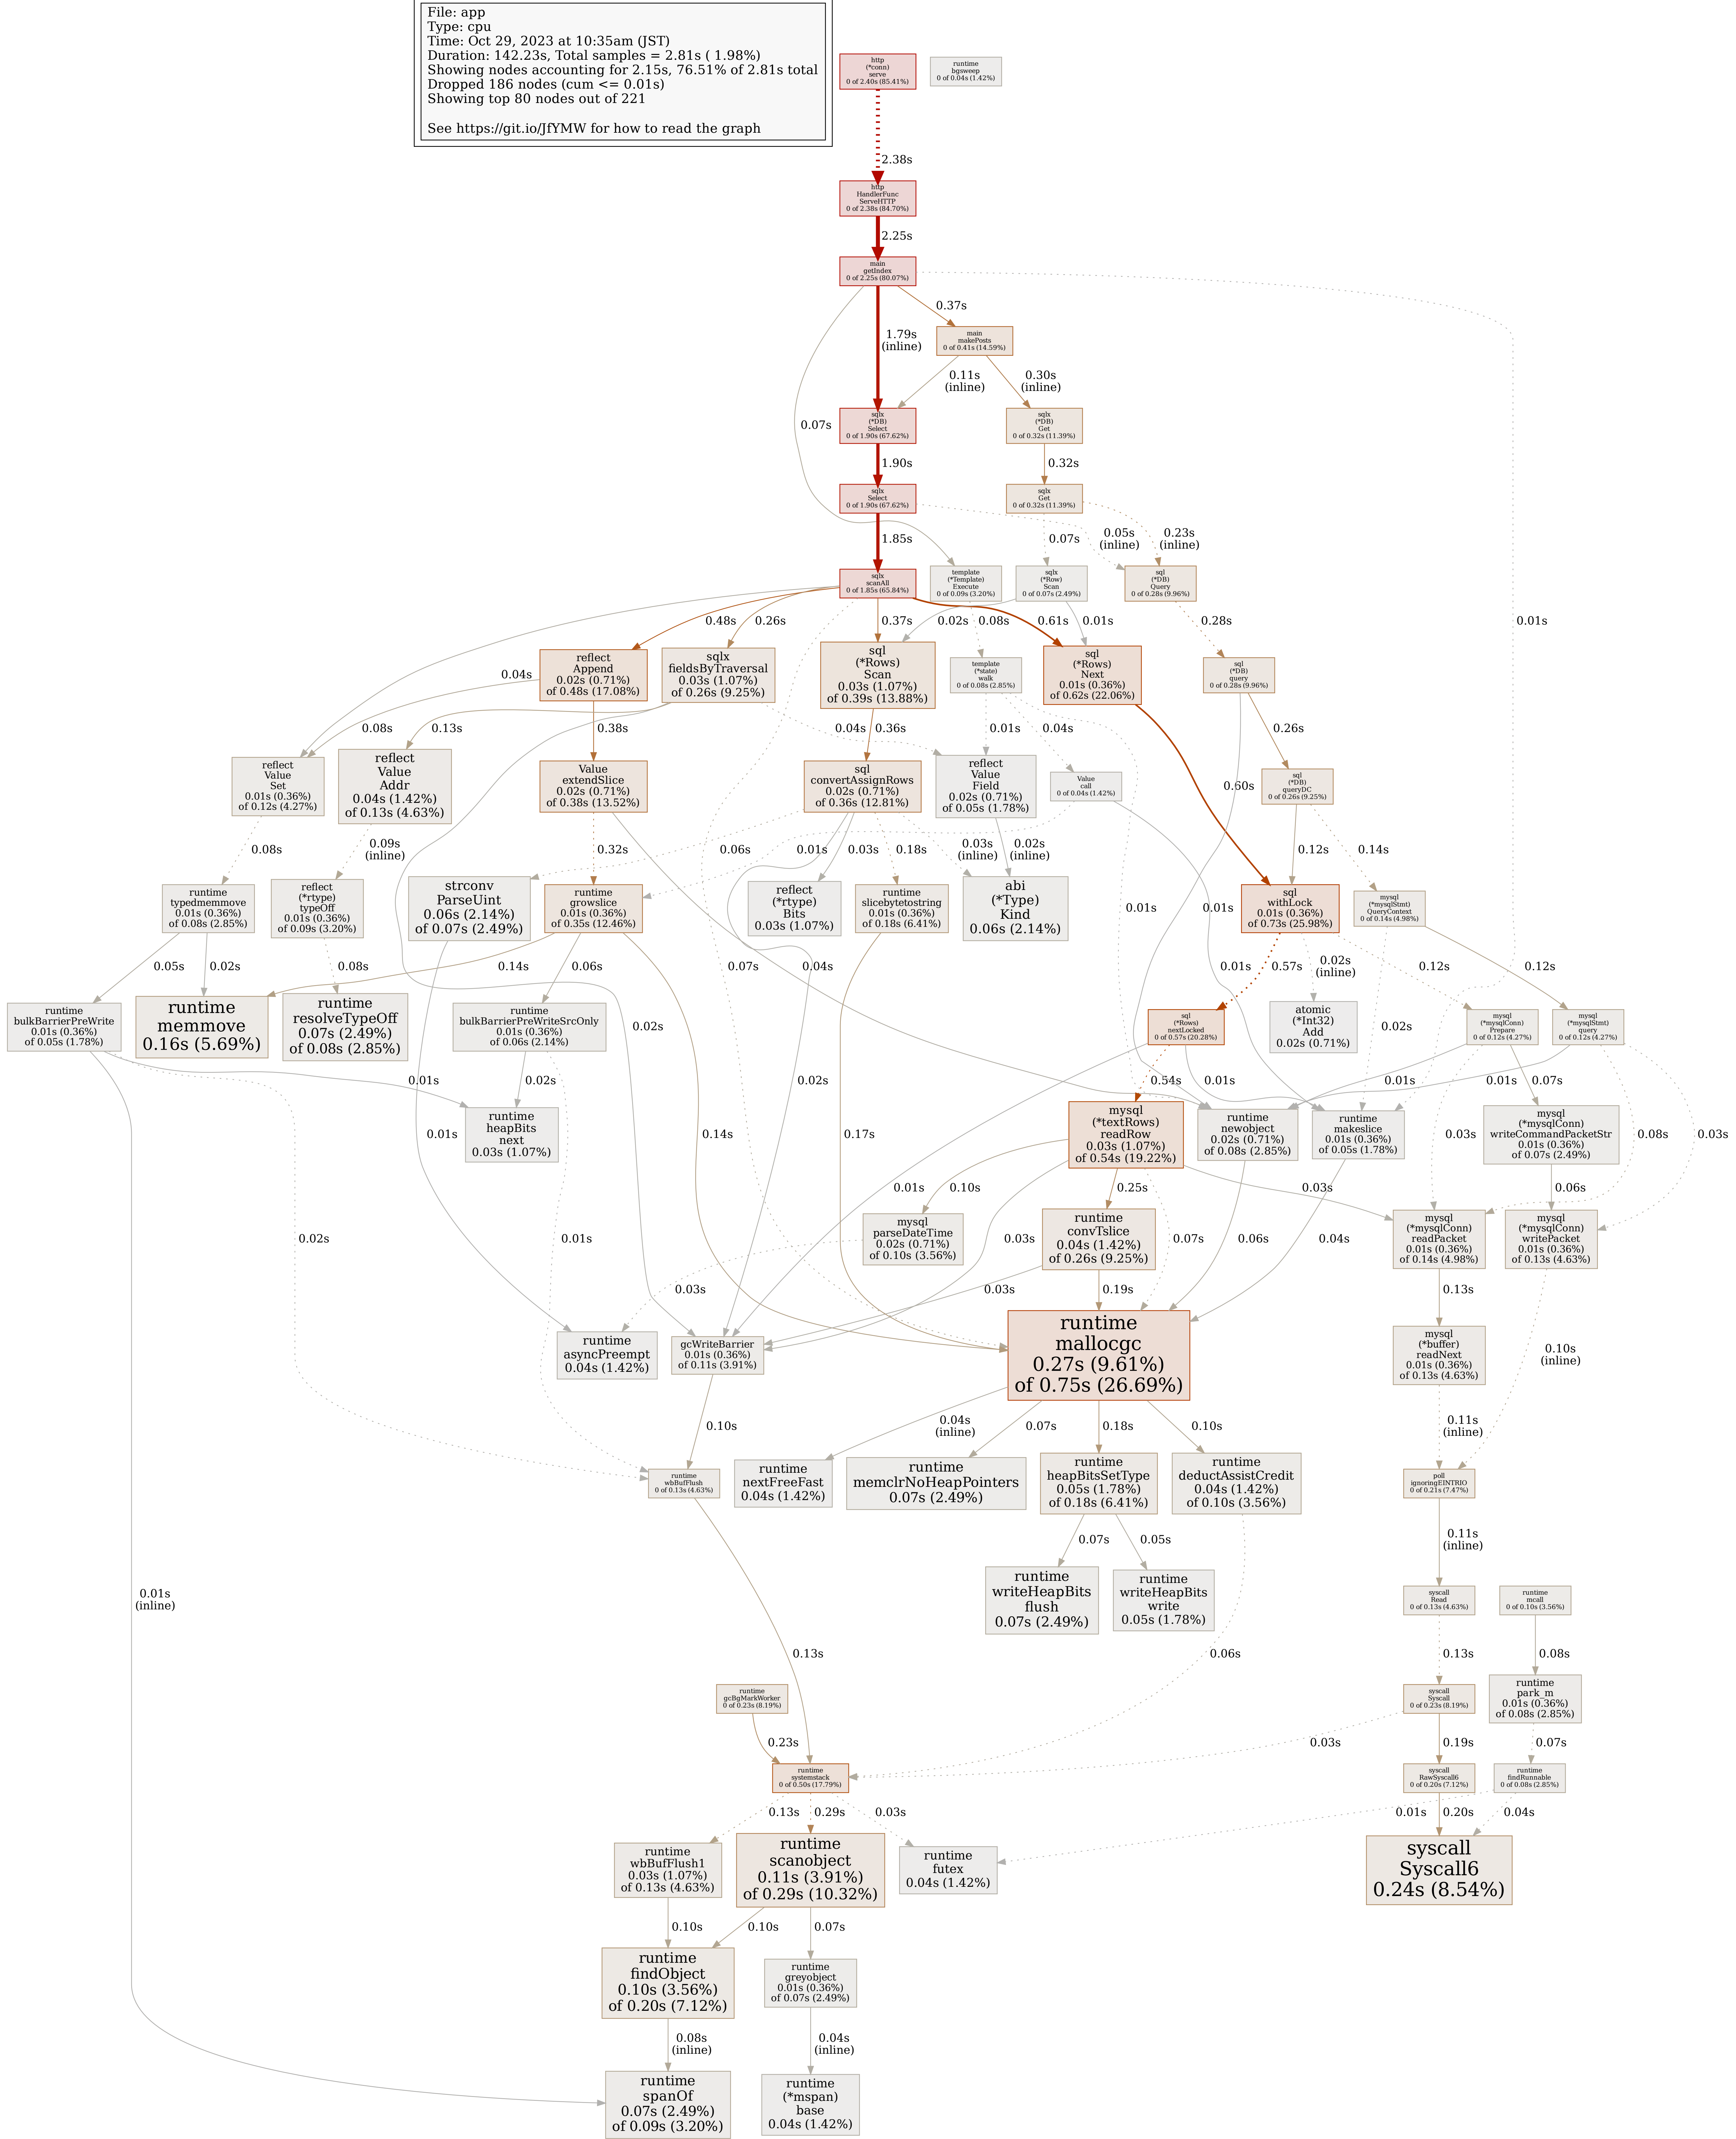 File: app
Type: cpu
Time: Oct 29, 2023 at 10:35am (JST)
Duration: 142.23s, Total samples = 2.81s ( 1.98%)
Showing nodes accounting for 2.15s, 76.51% of 2.81s total
Dropped 186 nodes (cum <= 0.01s)
Showing top 80 nodes out of 221
See https://git.io/JfYMW for how to read the graph
http
(*conn)
serve
0 of 2.40s (85.41%)
runtime
bgsweep
0 of 0.04s (1.42%)
2.38s
http
HandlerFunc
ServeHTTP
0 of 2.38s (84.70%)
2.25s
main
getIndex
0 of 2.25s (80.07%)
0.37s
1.79s
(inline)
main
makePosts
0 of 0.41s (14.59%)
0.11s
(inline)
0.30s
(inline)
0.07s
sqlx
(*DB)
Select
0 of 1.90s (67.62%)
sqlx
(*DB)
Get
0 of 0.32s (11.39%)
1.90s
0.32s
sqlx
Select
0 of 1.90s (67.62%)
sqlx
Get
0 of 0.32s (11.39%)
1.85s
0.07s
0.05s
(inline)
0.23s
(inline)
sqlx
scanAll
0 of 1.85s (65.84%)
template
(*Template)
Execute
0 of 0.09s (3.20%)
sqlx
(*Row)
Scan
0 of 0.07s (2.49%)
sql
(*DB)
Query
0 of 0.28s (9.96%)
0.48s
0.26s
0.37s
0.02s
0.08s
0.61s
0.01s
0.28s
0.01s
reflect
Append
0.02s (0.71%)
of 0.48s (17.08%)
sqlx
fieldsByTraversal
0.03s (1.07%)
of 0.26s (9.25%)
sql
(*Rows)
Scan
0.03s (1.07%)
of 0.39s (13.88%)
template
(*state)
walk
0 of 0.08s (2.85%)
sql
(*Rows)
Next
0.01s (0.36%)
of 0.62s (22.06%)
sql
(*DB)
query
0 of 0.28s (9.96%)
0.04s
0.08s
0.13s
0.38s
0.04s
0.36s
0.01s
0.04s
0.26s
reflect
Value
Set
0.01s (0.36%)
of 0.12s (4.27%)
reflect
Value
Addr
0.04s (1.42%)
of 0.13s (4.63%)
Value
extendSlice
0.02s (0.71%)
of 0.38s (13.52%)
sql
convertAssignRows
0.02s (0.71%)
of 0.36s (12.81%)
reflect
Value
Field
0.02s (0.71%)
of 0.05s (1.78%)
Value
call
0 of 0.04s (1.42%)
0.60s
sql
(*DB)
queryDC
0 of 0.26s (9.25%)
0.08s
0.09s
(inline)
0.32s
0.06s
0.01s
0.03s
0.18s
0.03s
(inline)
0.02s
(inline)
0.12s
0.14s
runtime
typedmemmove
0.01s (0.36%)
of 0.08s (2.85%)
reflect
(*rtype)
typeOff
0.01s (0.36%)
of 0.09s (3.20%)
strconv
ParseUint
0.06s (2.14%)
of 0.07s (2.49%)
runtime
growslice
0.01s (0.36%)
of 0.35s (12.46%)
reflect
(*rtype)
Bits
0.03s (1.07%)
runtime
slicebytetostring
0.01s (0.36%)
of 0.18s (6.41%)
abi
(*Type)
Kind
0.06s (2.14%)
0.01s
0.01s
sql
withLock
0.01s (0.36%)
of 0.73s (25.98%)
mysql
(*mysqlStmt)
QueryContext
0 of 0.14s (4.98%)
0.05s
0.02s
0.08s
0.14s
0.06s
0.07s
0.04s
0.01s
0.57s
0.02s
(inline)
0.12s
0.12s
runtime
bulkBarrierPreWrite
0.01s (0.36%)
of 0.05s (1.78%)
runtime
memmove
0.16s (5.69%)
runtime
resolveTypeOff
0.07s (2.49%)
of 0.08s (2.85%)
runtime
bulkBarrierPreWriteSrcOnly
0.01s (0.36%)
of 0.06s (2.14%)
0.02s
sql
(*Rows)
nextLocked
0 of 0.57s (20.28%)
atomic
(*Int32)
Add
0.02s (0.71%)
0.02s
mysql
(*mysqlConn)
Prepare
0 of 0.12s (4.27%)
mysql
(*mysqlStmt)
query
0 of 0.12s (4.27%)
0.01s
0.02s
0.02s
0.54s
0.01s
0.01s
0.01s
0.07s
runtime
heapBits
next
0.03s (1.07%)
0.01s
0.14s
0.17s
mysql
(*textRows)
readRow
0.03s (1.07%)
of 0.54s (19.22%)
runtime
newobject
0.02s (0.71%)
of 0.08s (2.85%)
runtime
makeslice
0.01s (0.36%)
of 0.05s (1.78%)
0.03s
mysql
(*mysqlConn)
writeCommandPacketStr
0.01s (0.36%)
of 0.07s (2.49%)
0.08s
0.03s
0.01s
0.10s
0.25s
0.03s
0.06s
mysql
parseDateTime
0.02s (0.71%)
of 0.10s (3.56%)
runtime
convTslice
0.04s (1.42%)
of 0.26s (9.25%)
mysql
(*mysqlConn)
readPacket
0.01s (0.36%)
of 0.14s (4.98%)
mysql
(*mysqlConn)
writePacket
0.01s (0.36%)
of 0.13s (4.63%)
0.02s
0.01s
0.03s
0.07s
0.06s
0.04s
0.03s
0.03s
0.19s
0.13s
runtime
asyncPreempt
0.04s (1.42%)
gcWriteBarrier
0.01s (0.36%)
of 0.11s (3.91%)
runtime
mallocgc
0.27s (9.61%)
of 0.75s (26.69%)
mysql
(*buffer)
readNext
0.01s (0.36%)
of 0.13s (4.63%)
0.10s
(inline)
0.10s
0.04s
(inline)
0.07s
0.18s
0.10s
0.11s
(inline)
runtime
wbBufFlush
0 of 0.13s (4.63%)
runtime
nextFreeFast
0.04s (1.42%)
runtime
memclrNoHeapPointers
0.07s (2.49%)
runtime
heapBitsSetType
0.05s (1.78%)
of 0.18s (6.41%)
runtime
deductAssistCredit
0.04s (1.42%)
of 0.10s (3.56%)
poll
ignoringEINTRIO
0 of 0.21s (7.47%)
0.07s
0.05s
0.11s
(inline)
0.01s
(inline)
runtime
writeHeapBits
flush
0.07s (2.49%)
runtime
writeHeapBits
write
0.05s (1.78%)
syscall
Read
0 of 0.13s (4.63%)
runtime
mcall
0 of 0.10s (3.56%)
0.13s
0.06s
0.13s
0.08s
runtime
gcBgMarkWorker
0 of 0.23s (8.19%)
syscall
Syscall
0 of 0.23s (8.19%)
runtime
park_m
0.01s (0.36%)
of 0.08s (2.85%)
0.23s
0.03s
0.19s
0.07s
runtime
systemstack
0 of 0.50s (17.79%)
syscall
RawSyscall6
0 of 0.20s (7.12%)
runtime
findRunnable
0 of 0.08s (2.85%)
0.13s
0.29s
0.03s
0.01s
0.20s
0.04s
runtime
wbBufFlush1
0.03s (1.07%)
of 0.13s (4.63%)
runtime
scanobject
0.11s (3.91%)
of 0.29s (10.32%)
runtime
futex
0.04s (1.42%)
syscall
Syscall6
0.24s (8.54%)
0.10s
0.10s
0.07s
runtime
findObject
0.10s (3.56%)
of 0.20s (7.12%)
runtime
greyobject
0.01s (0.36%)
of 0.07s (2.49%)
0.08s
(inline)
0.04s
(inline)
runtime
spanOf
0.07s (2.49%)
of 0.09s (3.20%)
runtime
(*mspan)
base
0.04s (1.42%)